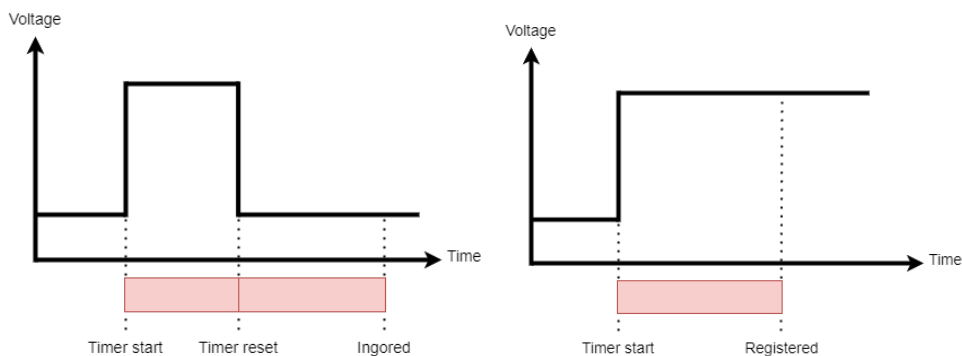 Voltage
Time
Timer start
Timer reset
Ingored
Voltage
Time
Timer start
Registered